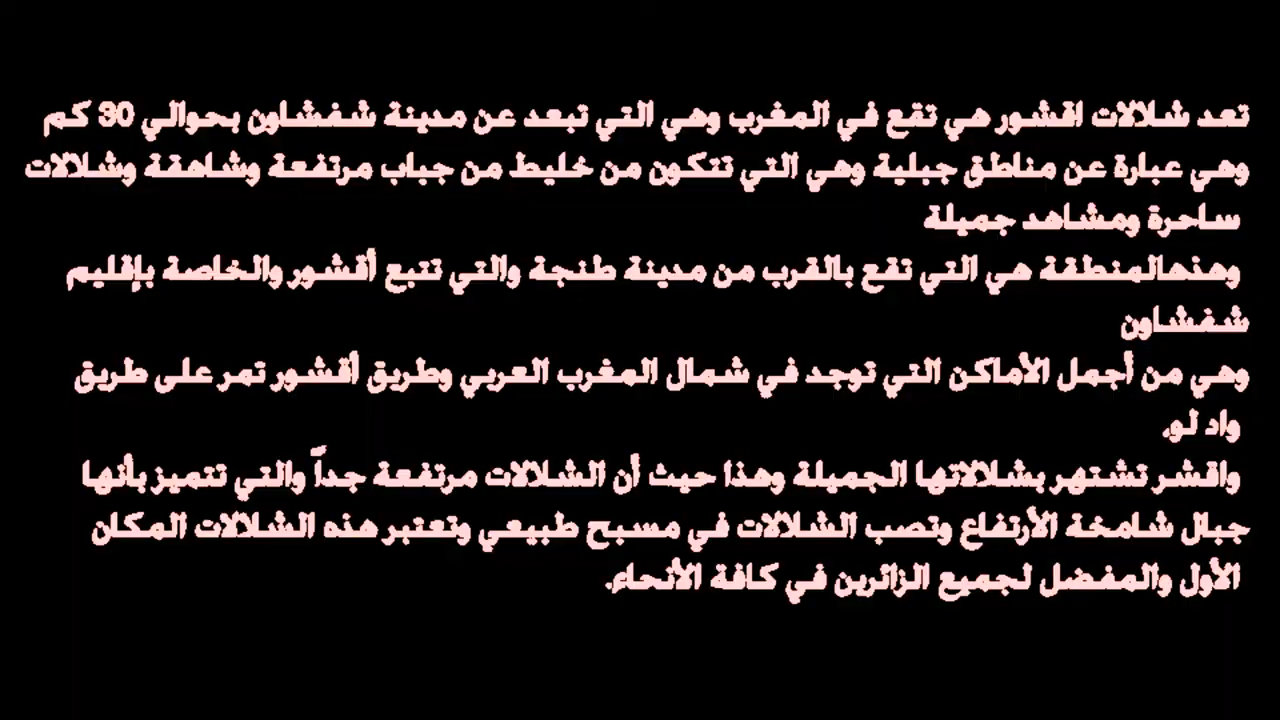 تعد شلالات اقشور هي تقع في المغرب وهي التي تبعد عن مدينة شفشاون بحوالي 30 كم
وهي عبارة عن مناطق جبلية وهي التي تتكون من خليط من جباب مرتفعة وشاهقة وشلالات
ساحرة ومشاهد جميلة
وهذهالمنطقة هي التي تقع بالقرب من مدينة طنجة والتي تتبع أقشور والخاصة بإقليم
شفشاون
وهي من أجمل الأماكن التي توجد في شمال المغرب العربي وطريق أقشور تمر على طريق
واد لو.
واقشر تشتهر بشلالاتها الجميلة وهذا حيث أن الشلالات مرتفعة جداً والتي تتميز بأنها
جبال شامخة الأرتفاع وتصب الشلالات في مسبح طبيعي وتعتبر هذه الشلالات المكان
الأول والمفضل لجميع الزائرين في كافة الأنحاء.